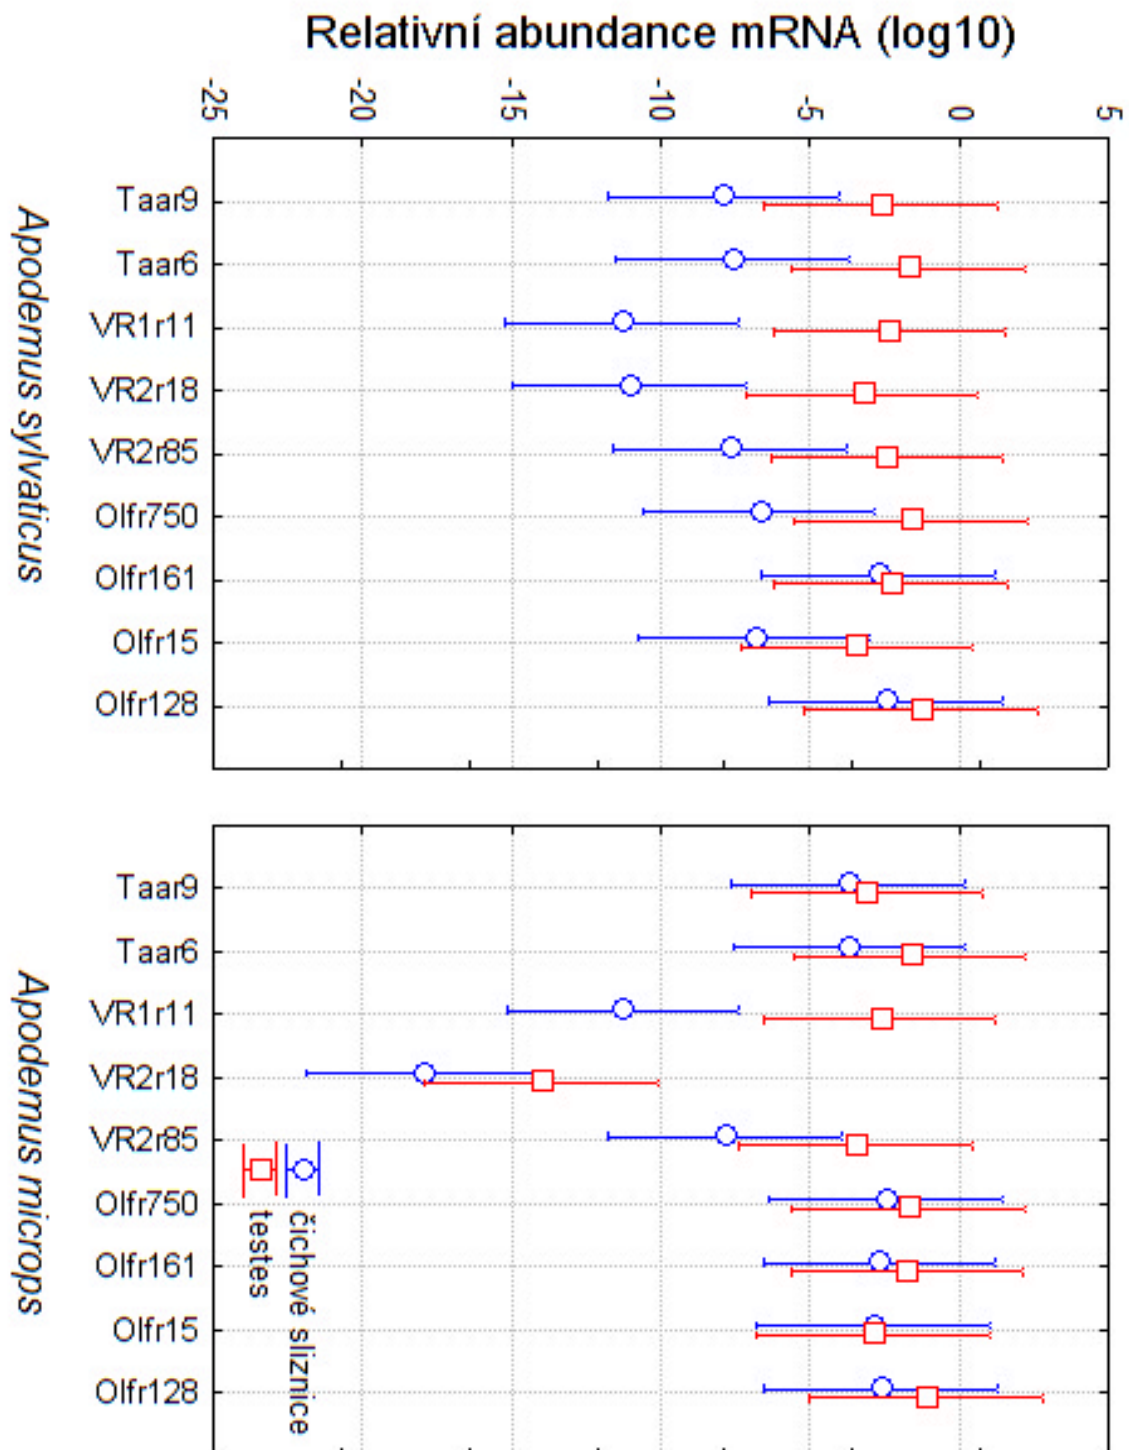 Relativní abundance mRNA (log10)
-25 -20 -15 -10 -5 0 5
Taar9
Taar6
VR1r11
VR2r18
VR2r85
Olfr750
Olfr161
Olfr15
Olfr128
Apodemus sylvaticus
Taar9
Taar6
VR1r11
VR2r18
VR2r85
Olfr750
Olfr161
Olfr15
Olfr128
Apodemus microps
čichové sliznice
testes